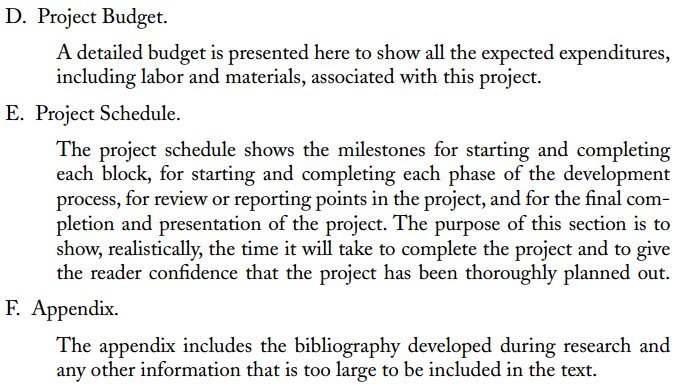 D. Project Budget.
A detailed budget is presented here to show all the expected expenditures,
including labor and materials, associated with this project.
E. Project Schedule.
The project schedule shows the milestones for starting and completing
each block, for starting and completing each phase of the development
process, for review or reporting points in the project, and for the final com-
pletion and presentation of the project. The purpose of this section is to
show, realistically, the time it will take to complete the project and to give
the reader confidence that the project has been thoroughly planned out.
F. Appendix.
The appendix includes the bibliography developed during research and
any other information that is too large to be included in the text.